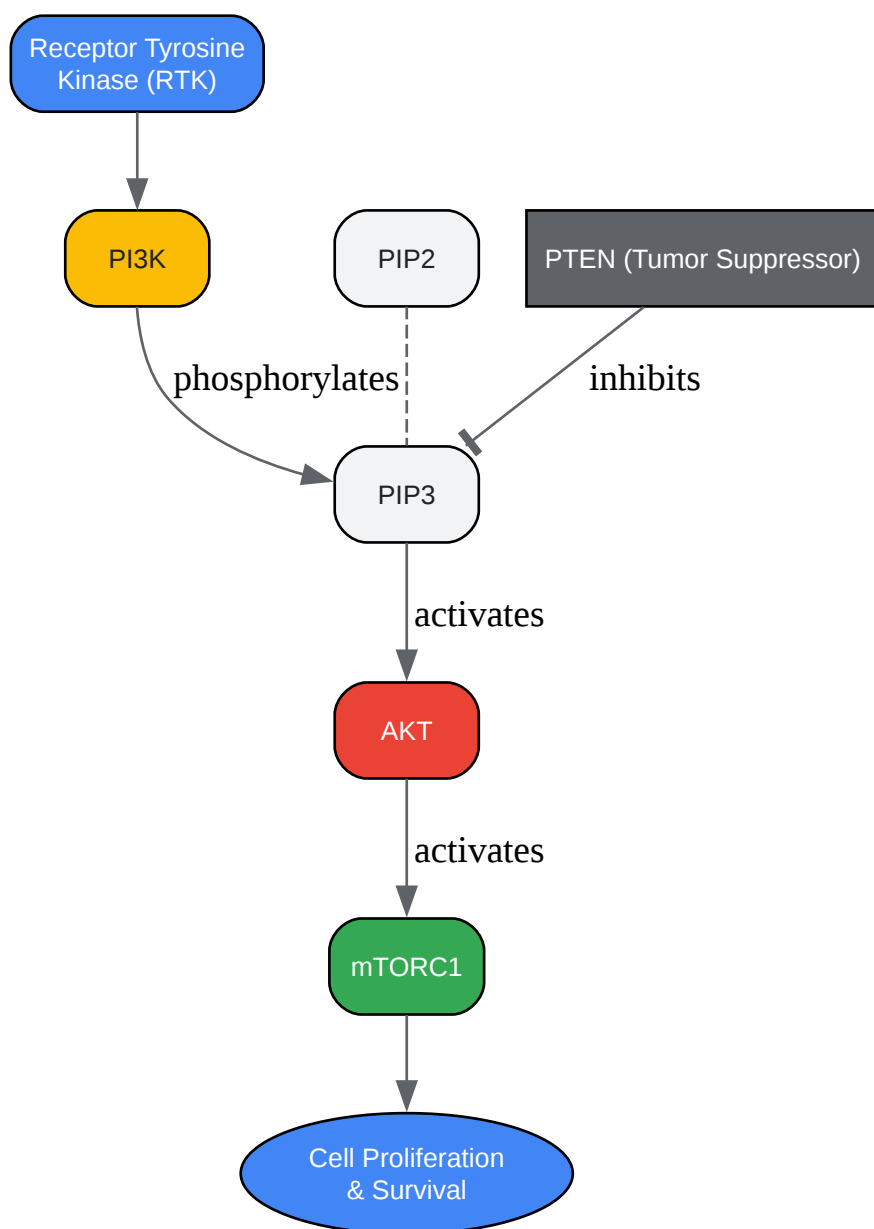 Receptor Tyrosine
Kinase (RTK)
PI3K
PIP2
PTEN (Tumor Suppressor)
phosphorylates
inhibits
PIP3
activates
AKT
activates
mTORC1
Cell Proliferation
& Survival